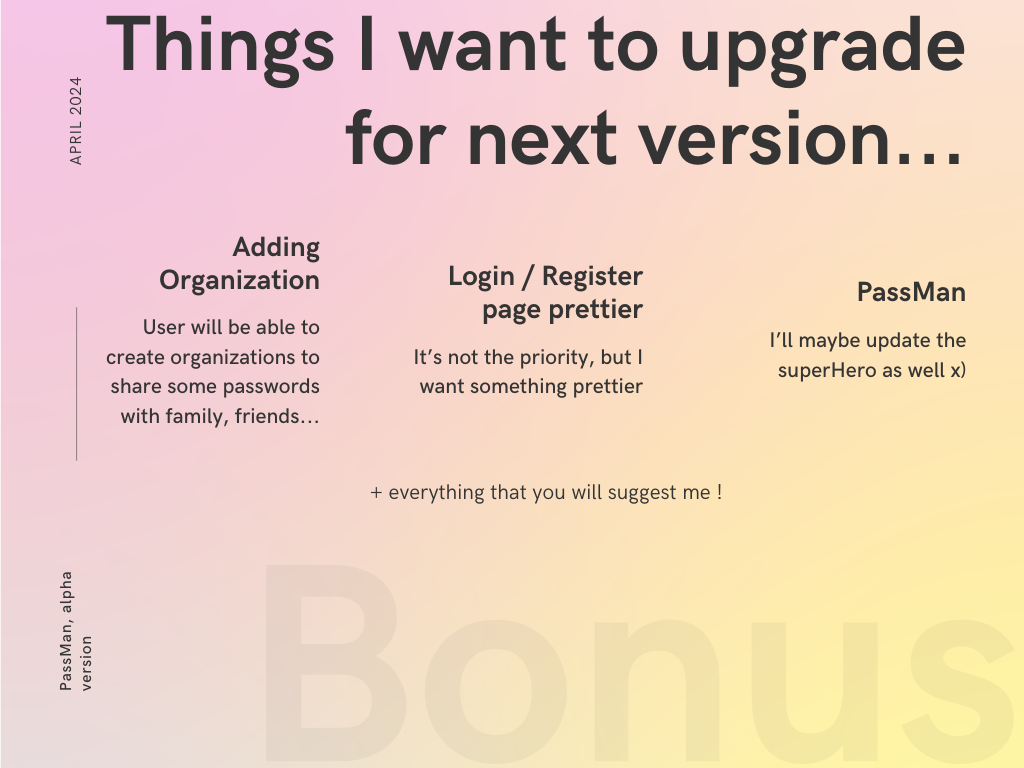 Things I want to upgrade
for next version...
APRIL 2024
Adding
Organization
User will be able to
create organizations to
share some passwords
with family, friends...
Login / Register
page prettier
It's not the priority, but I
want something prettier
PassMan
I'll maybe update the
superHero as well x)
+ everything that you will suggest me !
PassMan, alpha
version
Bonus